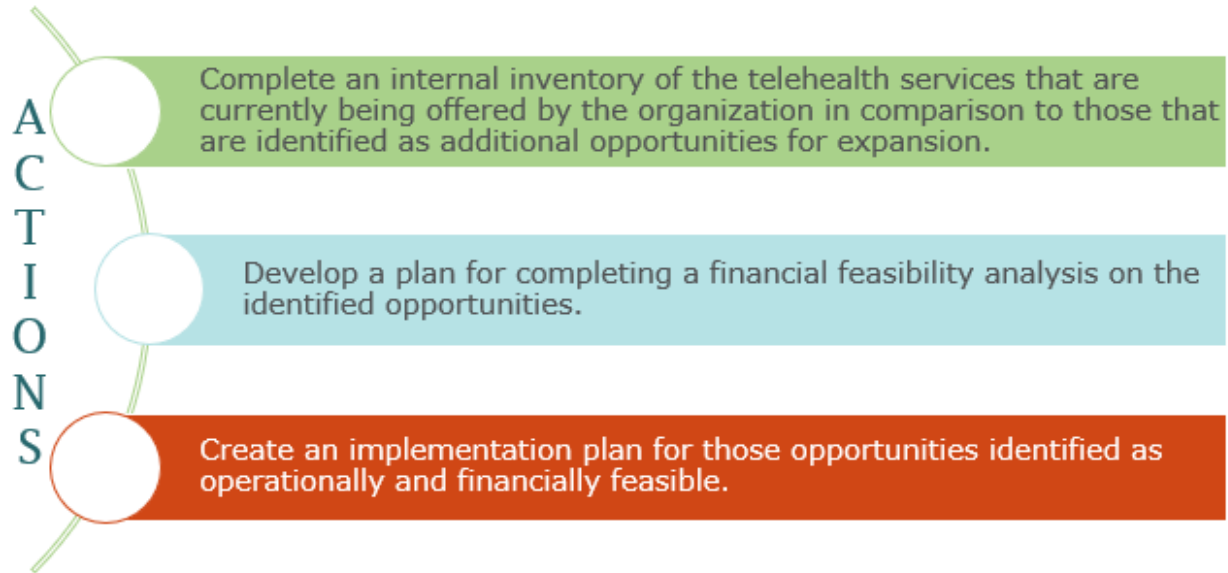 ACTIONS
Complete an internal inventory of the telehealth services that are
currently being offered by the organization in comparison to those that
are identified as additional opportunities for expansion.
Develop a plan for completing a financial feasibility analysis on the
identified opportunities.
Create an implementation plan for those opportunities identified as
operationally and financially feasible.